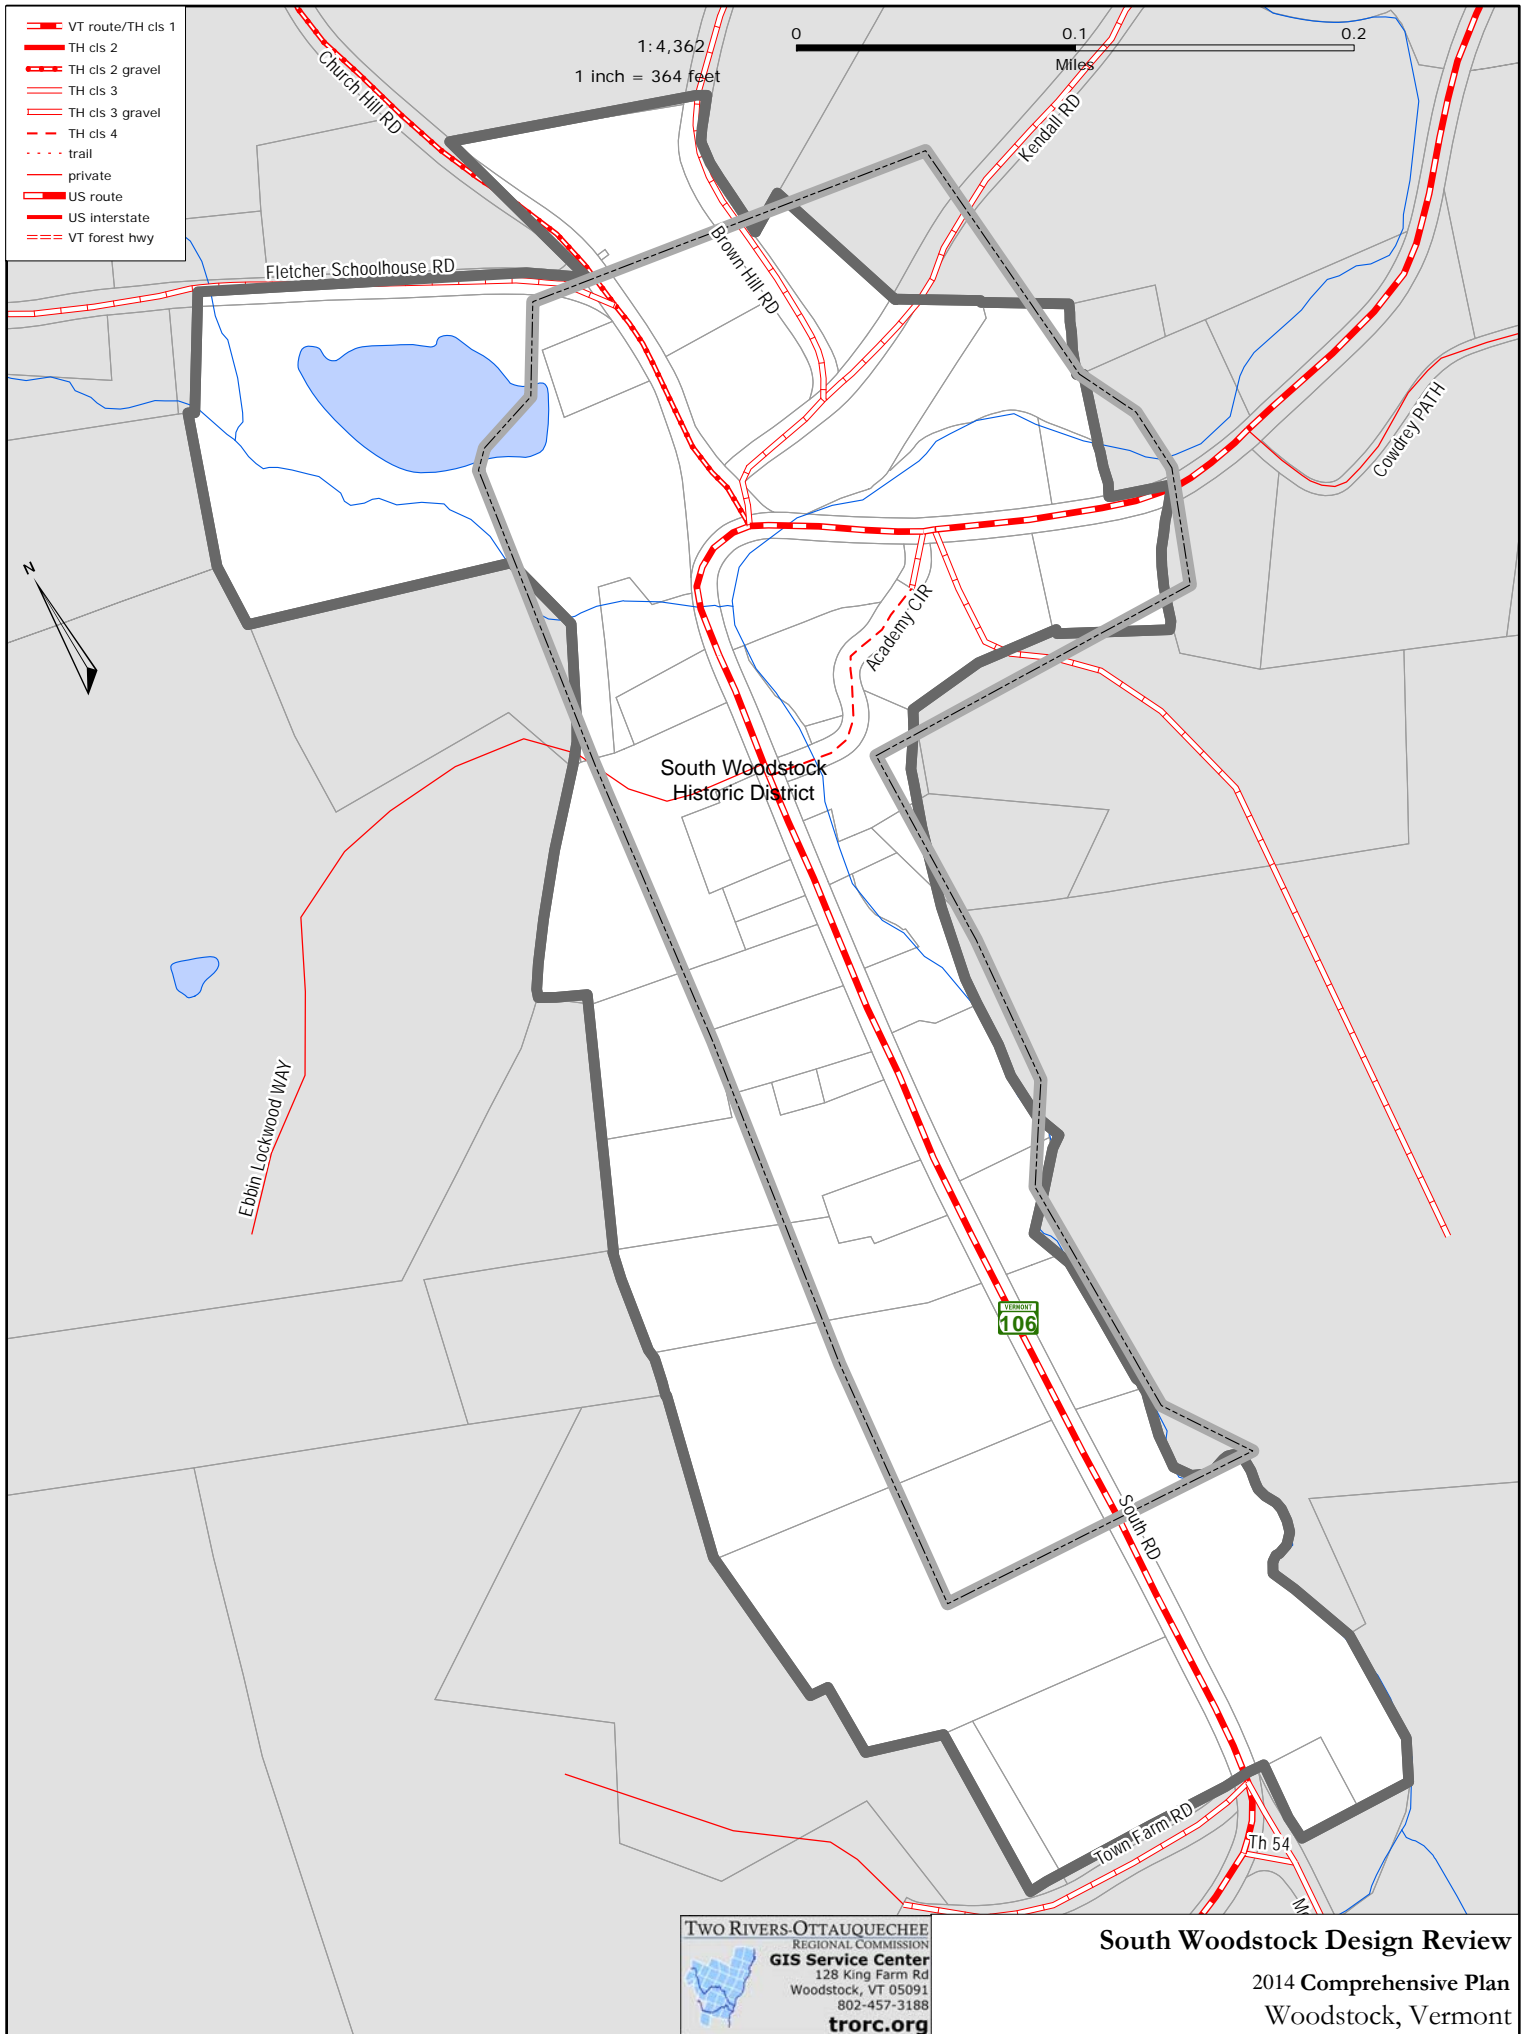 VT route/TH cls 1
TH cls 2
TH cls 2 gravel
TH cls 3
TH cls 3 gravel
TH cls 4
trail
private
US route
US interstate
VT forest hwy
1:4,362
1 inch = 364 feet
0
0.1
0.2
Miles
Church Hill RD
Kendall RD
Brown Hill RD
Fletcher Schoolhouse RD
Cowdrey PATH
N
Academy CIR
South Woodstock
Historic District
Ebbin Lockwood WAY
VERMONT
106
South RD
Town Farm RD
Th 54
TWO RIVERS-OTTAUQUECHEE
REGIONAL COMMISSION
GIS Service Center
128 King Farm Rd
Woodstock, VT 05091
802-457-3188
trorc.org
South Woodstock Design Review
2014 Comprehensive Plan
Woodstock, Vermont